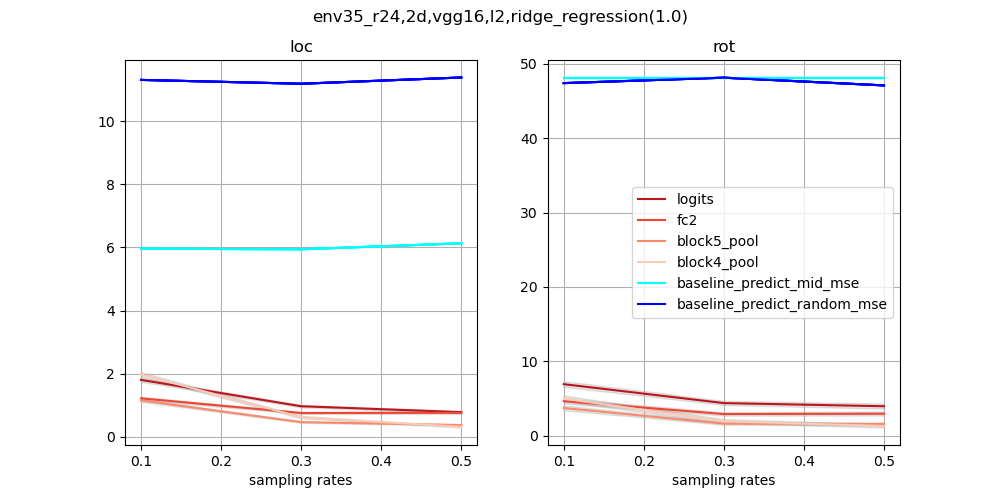 env35_r24,2d,vgg16,l2,ridge_regression(1.0)
loc
10
8
6
4
2
0
0.1 0.2 0.3 0.4 0.5
sampling rates
rot
50
40
30
20
10
0
logits
fc2
block5_pool
block4_pool
baseline_predict_mid_mse
baseline_predict_random_mse
0.1 0.2 0.3 0.4 0.5
sampling rates